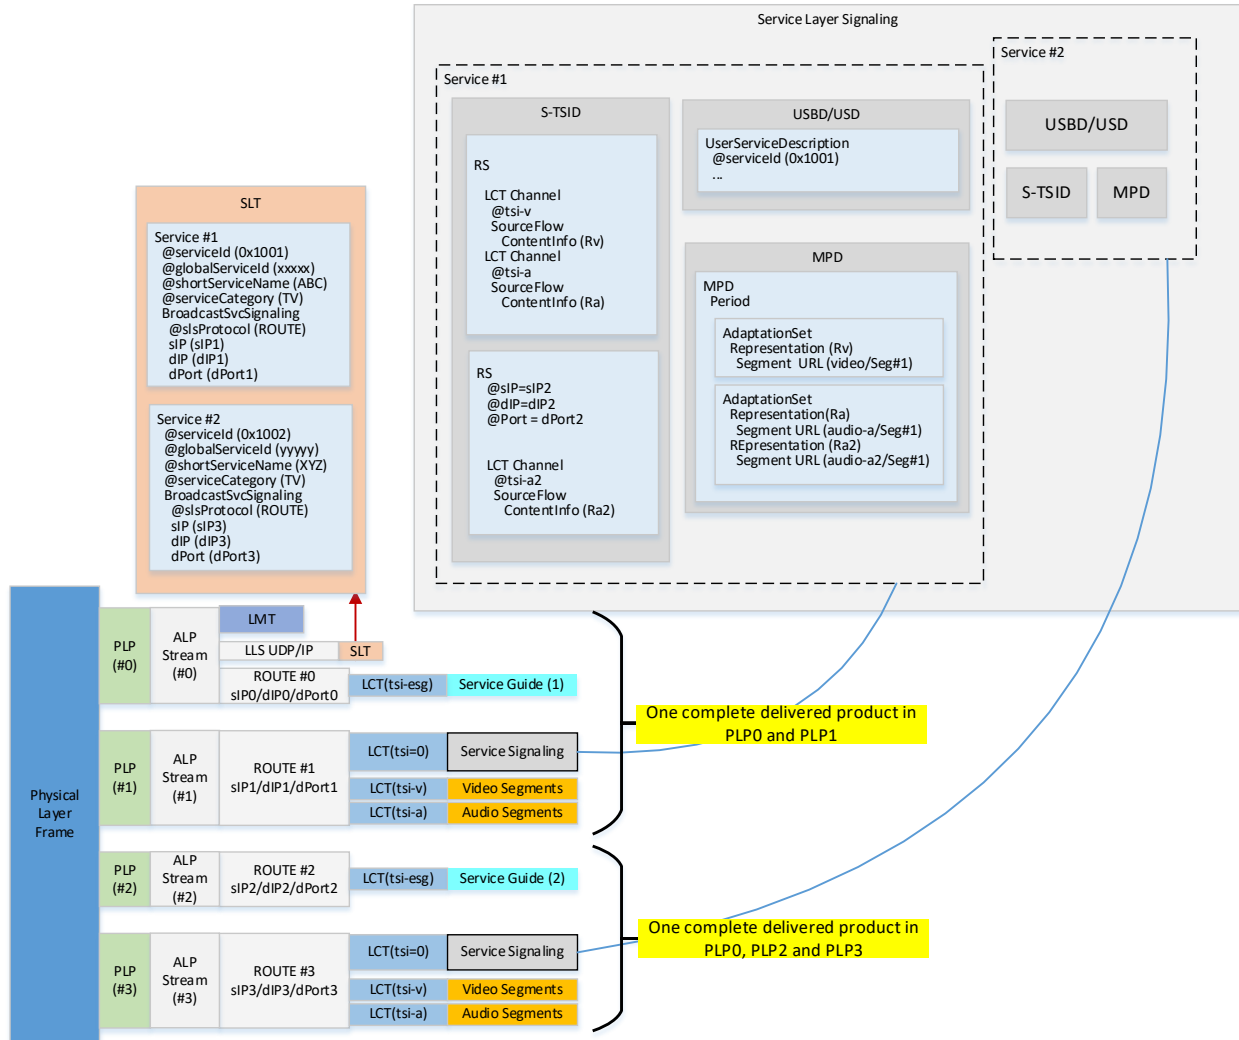 Service Layer Signaling
Service #1
S-TSID
RS
LCT Channel
@tsi-v
SourceFlow
ContentInfo (Rv)
LCT Channel
@tsi-a
SourceFlow
ContentInfo (Ra)
RS
@sIP=sIP2
@dIP=dIP2
@Port = dPort2
LCT Channel
@tsi-a2
SourceFlow
ContentInfo (Ra2)
USBD/USD
UserServiceDescription
@serviceId (0x1001)
...
MPD
MPD
Period
AdaptationSet
Representation (Rv)
Segment URL (video/Seg#1)
AdaptationSet
Representation(Ra)
Segment URL (audio-a/Seg#1)
REpresentation (Ra2)
Segment URL (audio-a2/Seg#1)
Service #2
USBD/USD
S-TSID
MPD
SLT
Service #1
@serviceId (0x1001)
@globalServiceId (xxxxx)
@shortServiceName (ABC)
@serviceCategory (TV)
BroadcastSvcSignaling
@slsProtocol (ROUTE)
sIP (sIP1)
dIP (dIP1)
dPort (dPort1)
Service #2
@serviceId (0x1002)
@globalServiceId (yyyyy)
@shortServiceName (XYZ)
@serviceCategory (TV)
BroadcastSvcSignaling
@slsProtocol (ROUTE)
sIP (sIP3)
dIP (dIP3)
dPort (dPort3)
Physical
Layer
Frame
PLP
(#0)
ALP
Stream
(#0)
LMT
LLS UDP/IP
SLT
ROUTE #0
sIP0/dIP0/dPort0
LCT(tsi-esg)
Service Guide (1)
PLP
(#1)
ALP
Stream
(#1)
ROUTE #1
sIP1/dIP1/dPort1
LCT(tsi=0)
Service Signaling
LCT(tsi-v)
Video Segments
LCT(tsi-a)
Audio Segments
One complete delivered product in
PLP0 and PLP1
PLP
(#2)
ALP
Stream
(#2)
ROUTE #2
sIP2/dIP2/dPort2
LCT(tsi-esg)
Service Guide (2)
PLP
(#3)
ALP
Stream
(#3)
ROUTE #3
sIP3/dIP3/dPort3
LCT(tsi=0)
Service Signaling
LCT(tsi-v)
Video Segments
LCT(tsi-a)
Audio Segments
One complete delivered product in
PLP0, PLP2 and PLP3